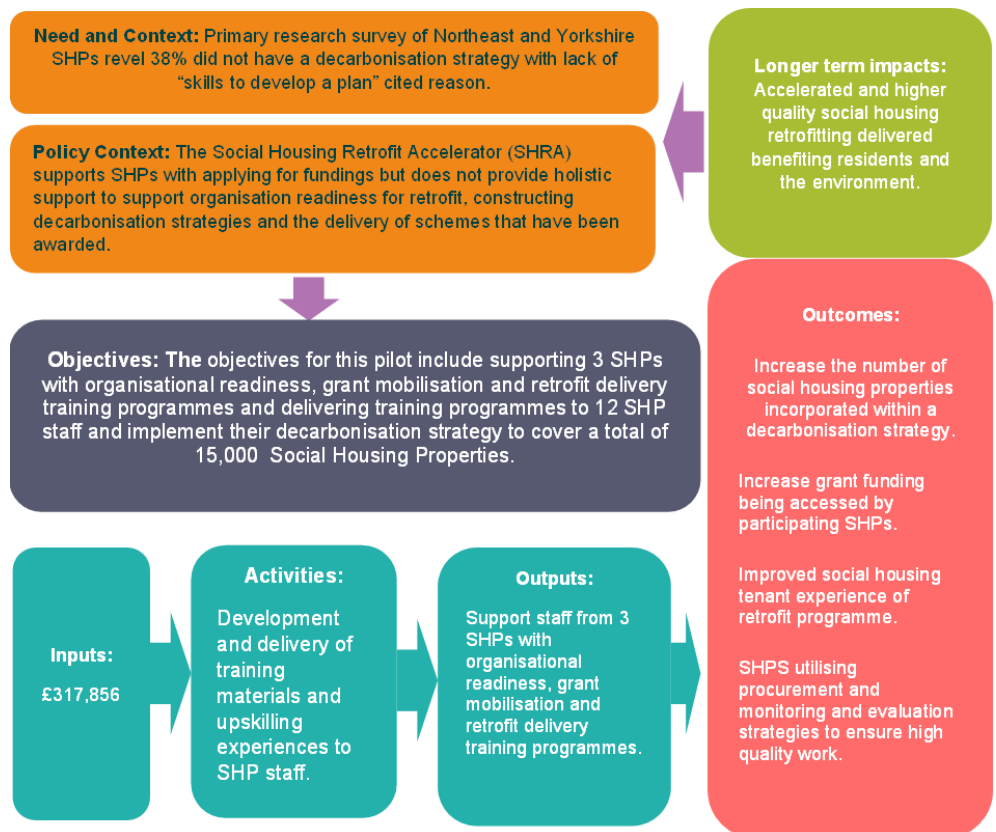 Need and Context: Primary research survey of Northeast and Yorkshire
SHPs revel 38% did not have a decarbonisation strategy with lack of
“skills to develop a plan” cited reason.
Policy Context: The Social Housing Retrofit Accelerator (SHRA)
supports SHPs with applying for fundings but does not provide holistic
support to support organisation readiness for retrofit, constructing
decarbonisation strategies and the delivery of schemes that have been
awarded.
Longer term impacts:
Accelerated and higher
quality social housing
retrofitting delivered
benefiting residents and
the environment.
Objectives: The objectives for this pilot include supporting 3 SHPs
with organisational readiness, grant mobilisation and retrofit delivery
training programmes and delivering training programmes to 12 SHP
staff and implement their decarbonisation strategy to cover a total of
15,000 Social Housing Properties.
Inputs:
£317,856
Activities:
Development
and delivery of
training
materials and
upskilling
experiences to
SHP staff.
Outputs:
Support staff from 3
SHPs with
organisational
readiness, grant
mobilisation and
retrofit delivery
training programmes.
Outcomes:
Increase the number of
social housing properties
incorporated within a
decarbonisation strategy.
Increase grant funding
being accessed by
participating SHPs.
Improved social housing
tenant experience of
retrofit programme.
SHPS utilising
procurement and
monitoring and evaluation
strategies to ensure high
quality work.